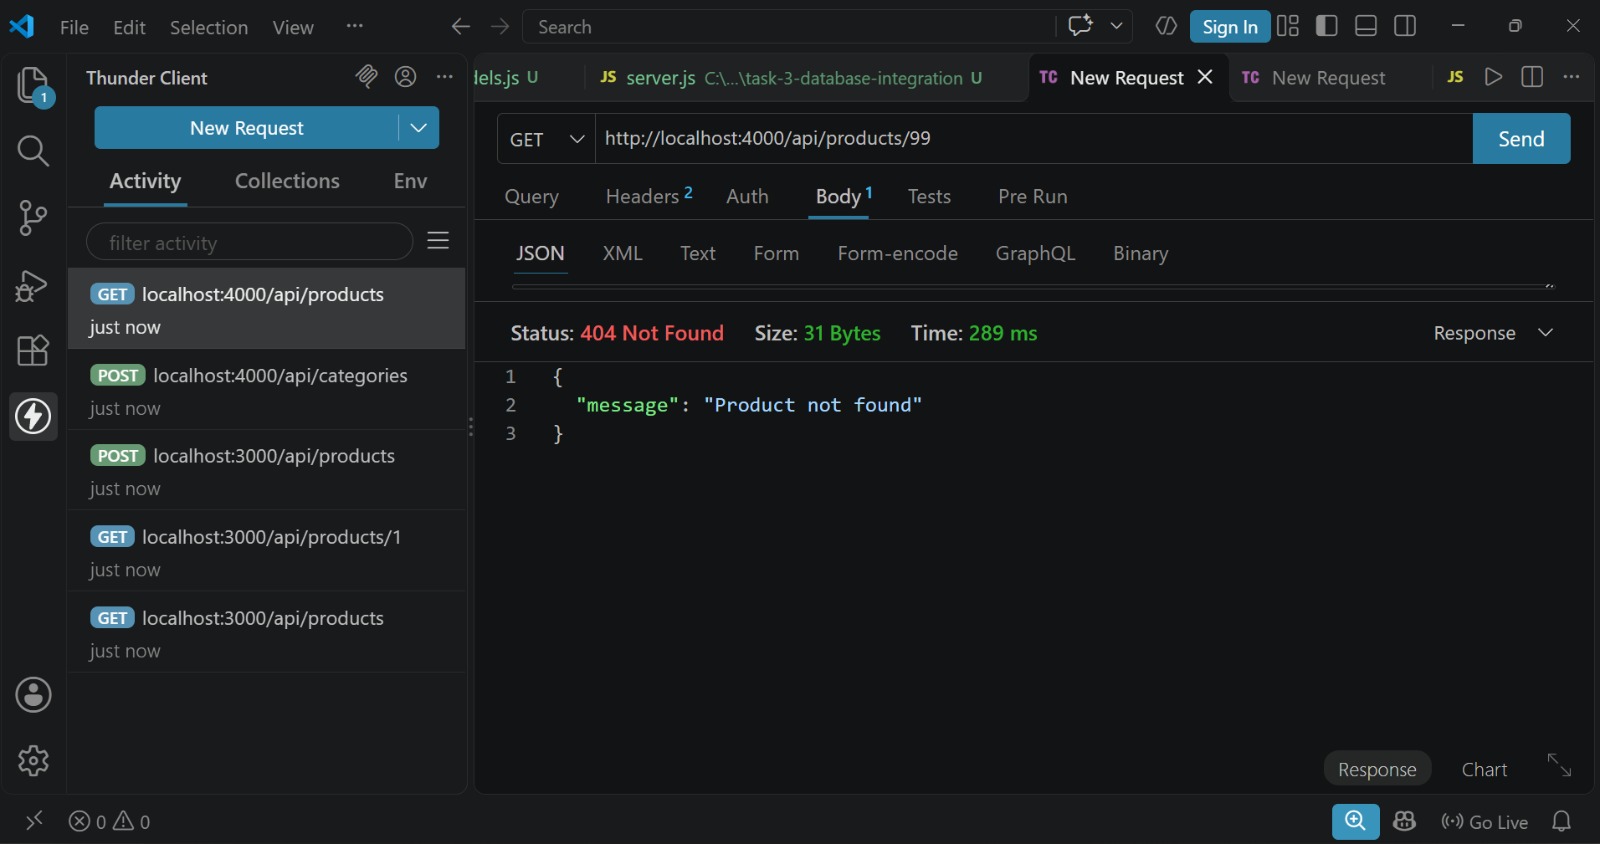 File Edit Selection View ··· Search Sign In
Thunder Client
New Request
Activity Collections Env
filter activity
GET localhost:4000/api/products
just now
POST localhost:4000/api/categories
just now
POST localhost:3000/api/products
just now
GET localhost:3000/api/products/1
just now
GET localhost:3000/api/products
just now
dels.js U JS server.js C:\...\task-3-database-integration U TC New Request TC New Request JS
GET http://localhost:4000/api/products/99 Send
Query Headers 2 Auth Body 1 Tests Pre Run
JSON XML Text Form Form-encode GraphQL Binary
Status: 404 Not Found Size: 31 Bytes Time: 289 ms Response
1 {
2 "message": "Product not found"
3 }
Response Chart
1
0 0 Go Live